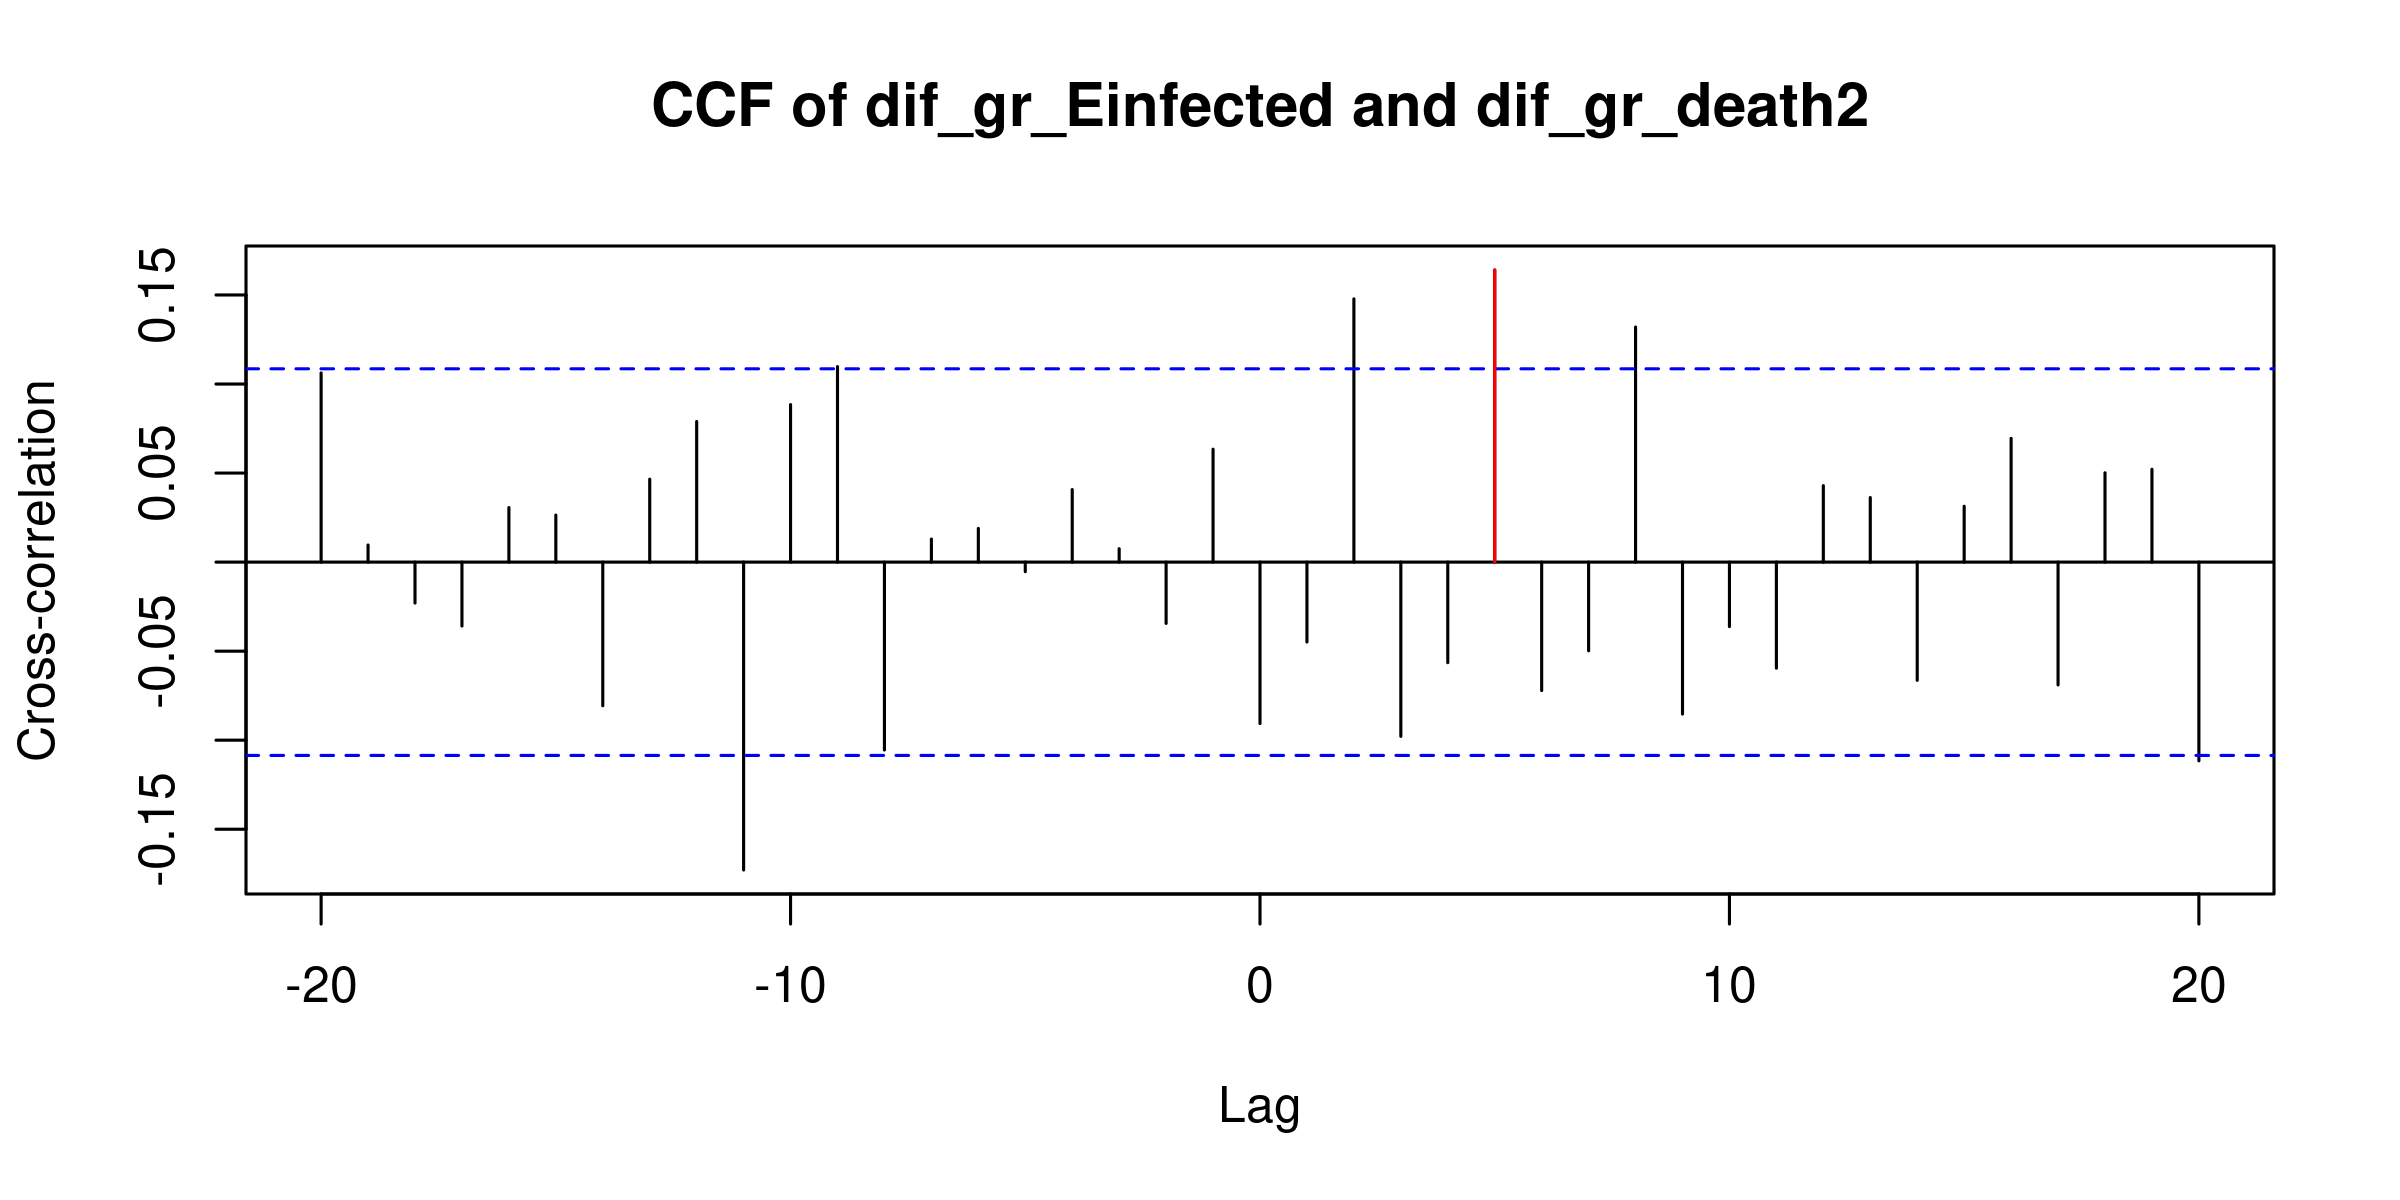 CCF of dif_gr_Einfected and dif_gr_death2
Cross-correlation
0.15
0.05
-0.05
-0.15
-20 -10 0 10 20
Lag